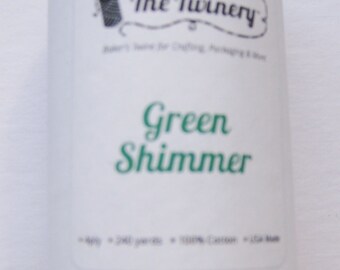 The Twinery
Baker's Twine for Crafting, Packaging & More
Green
Shimmer
• 4ply • 240 yards • 100% Cotton • USA Made